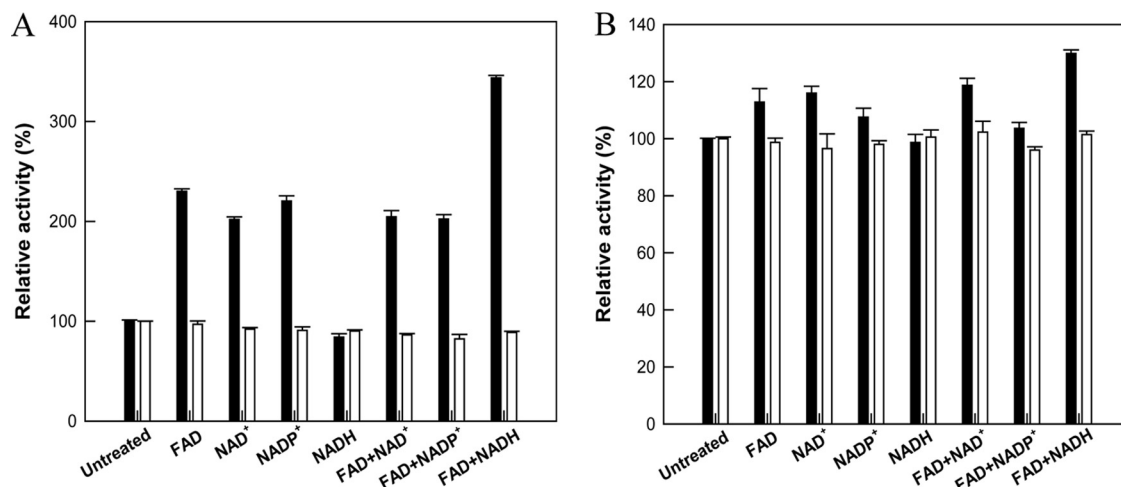 A
Relative activity (%)
400
300
200
100
0
Untreated
FAD
NAD⁺
NADP⁺
NADH
FAD+NAD⁺
FAD+NADP⁺
FAD+NADH
B
Relative activity (%)
140
120
100
80
60
40
20
0
Untreated
FAD
NAD⁺
NADP⁺
NADH
FAD+NAD⁺
FAD+NADP⁺
FAD+NADH